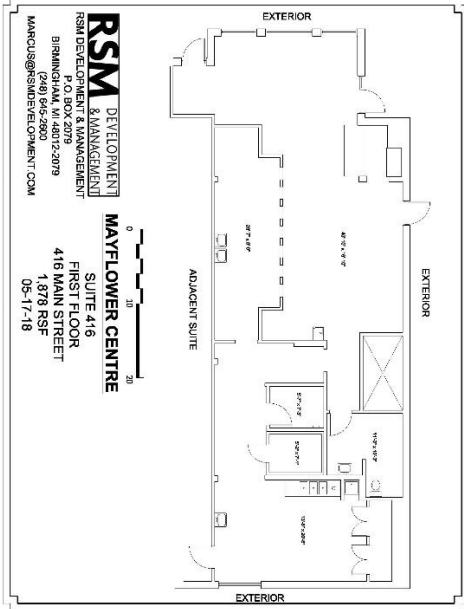 EXTERIOR
EXTERIOR
EXTERIOR
ADJACENT SUITE
RSM DEVELOPMENT
& MANAGEMENT
RSM DEVELOPMENT & MANAGEMENT
P.O. BOX 2079
BIRMINGHAM, MI 48012-2079
(248) 645-2600
MARCUS@RSMDEVELOPMENT.COM
0 10 20
MAYFLOWER CENTRE
SUITE 416
FIRST FLOOR
416 MAIN STREET
1,878 RSF
05-17-18